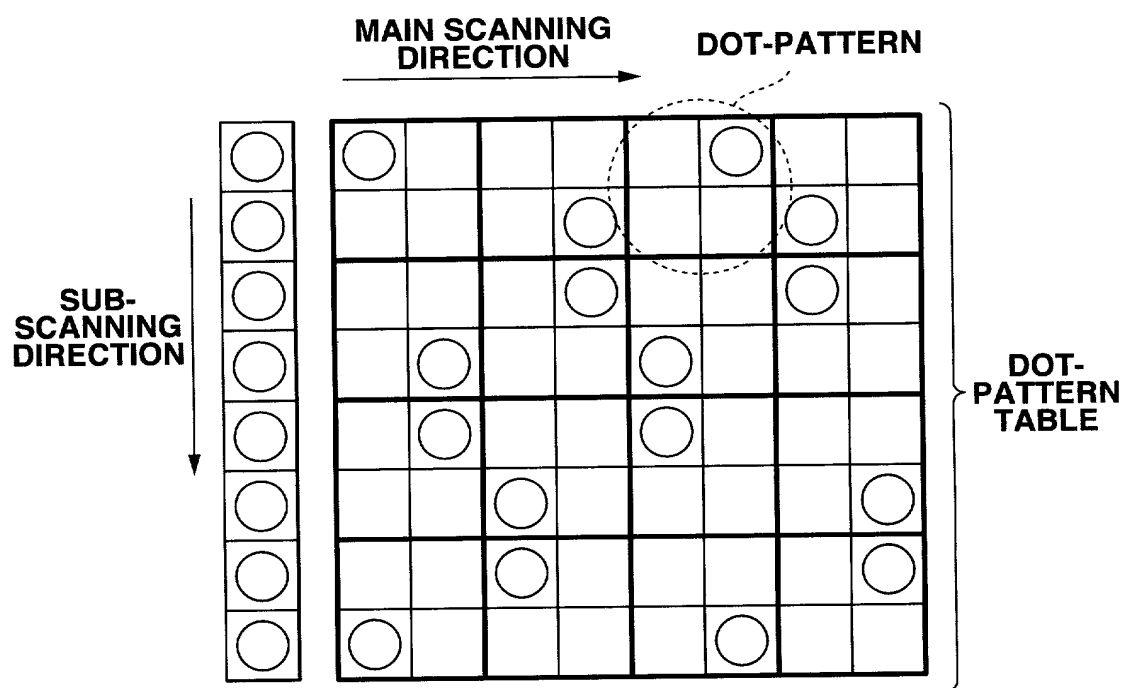 MAIN SCANNING
DIRECTION
DOT-PATTERN
SUB-
SCANNING
DIRECTION
DOT-
PATTERN
TABLE